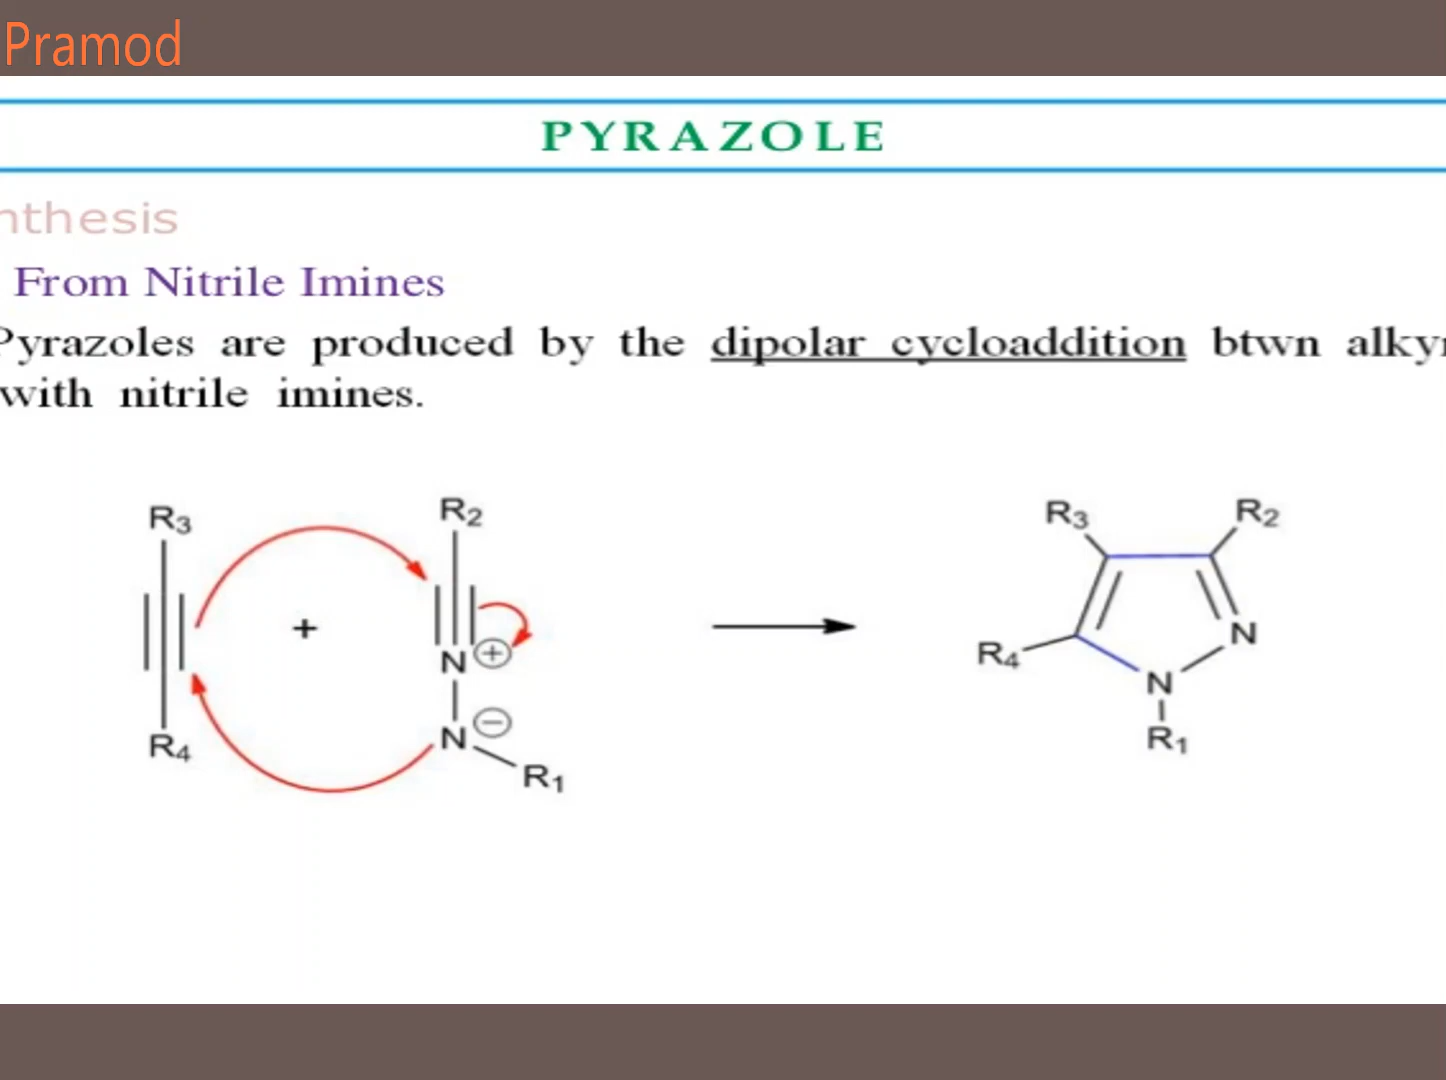 Pramod
PYRAZOLE
nthesis
From Nitrile Imines
Pyrazoles are produced by the dipolar cycloaddition btwn alkyn
with nitrile imines.
R3
R2
R3
R2
+
N
+
N
R4
N
R4
N
−
R1
R1